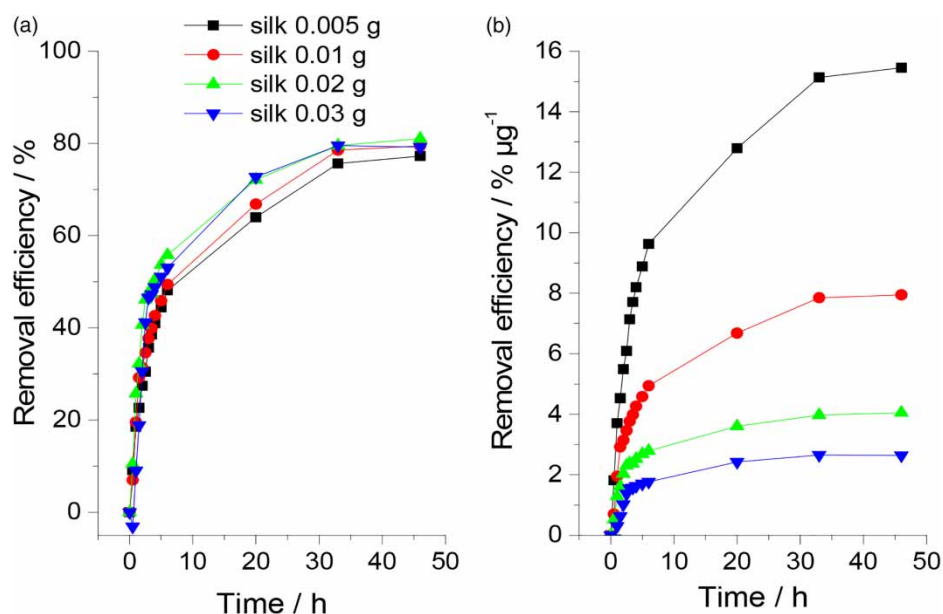 (a)
silk 0.005 g
silk 0.01 g
silk 0.02 g
silk 0.03 g
100
80
60
40
20
0
Removal efficiency / %
0 10 20 30 40 50
Time / h
(b)
16
14
12
10
8
6
4
2
0
Removal efficiency / % µg⁻¹
0 10 20 30 40 50
Time / h